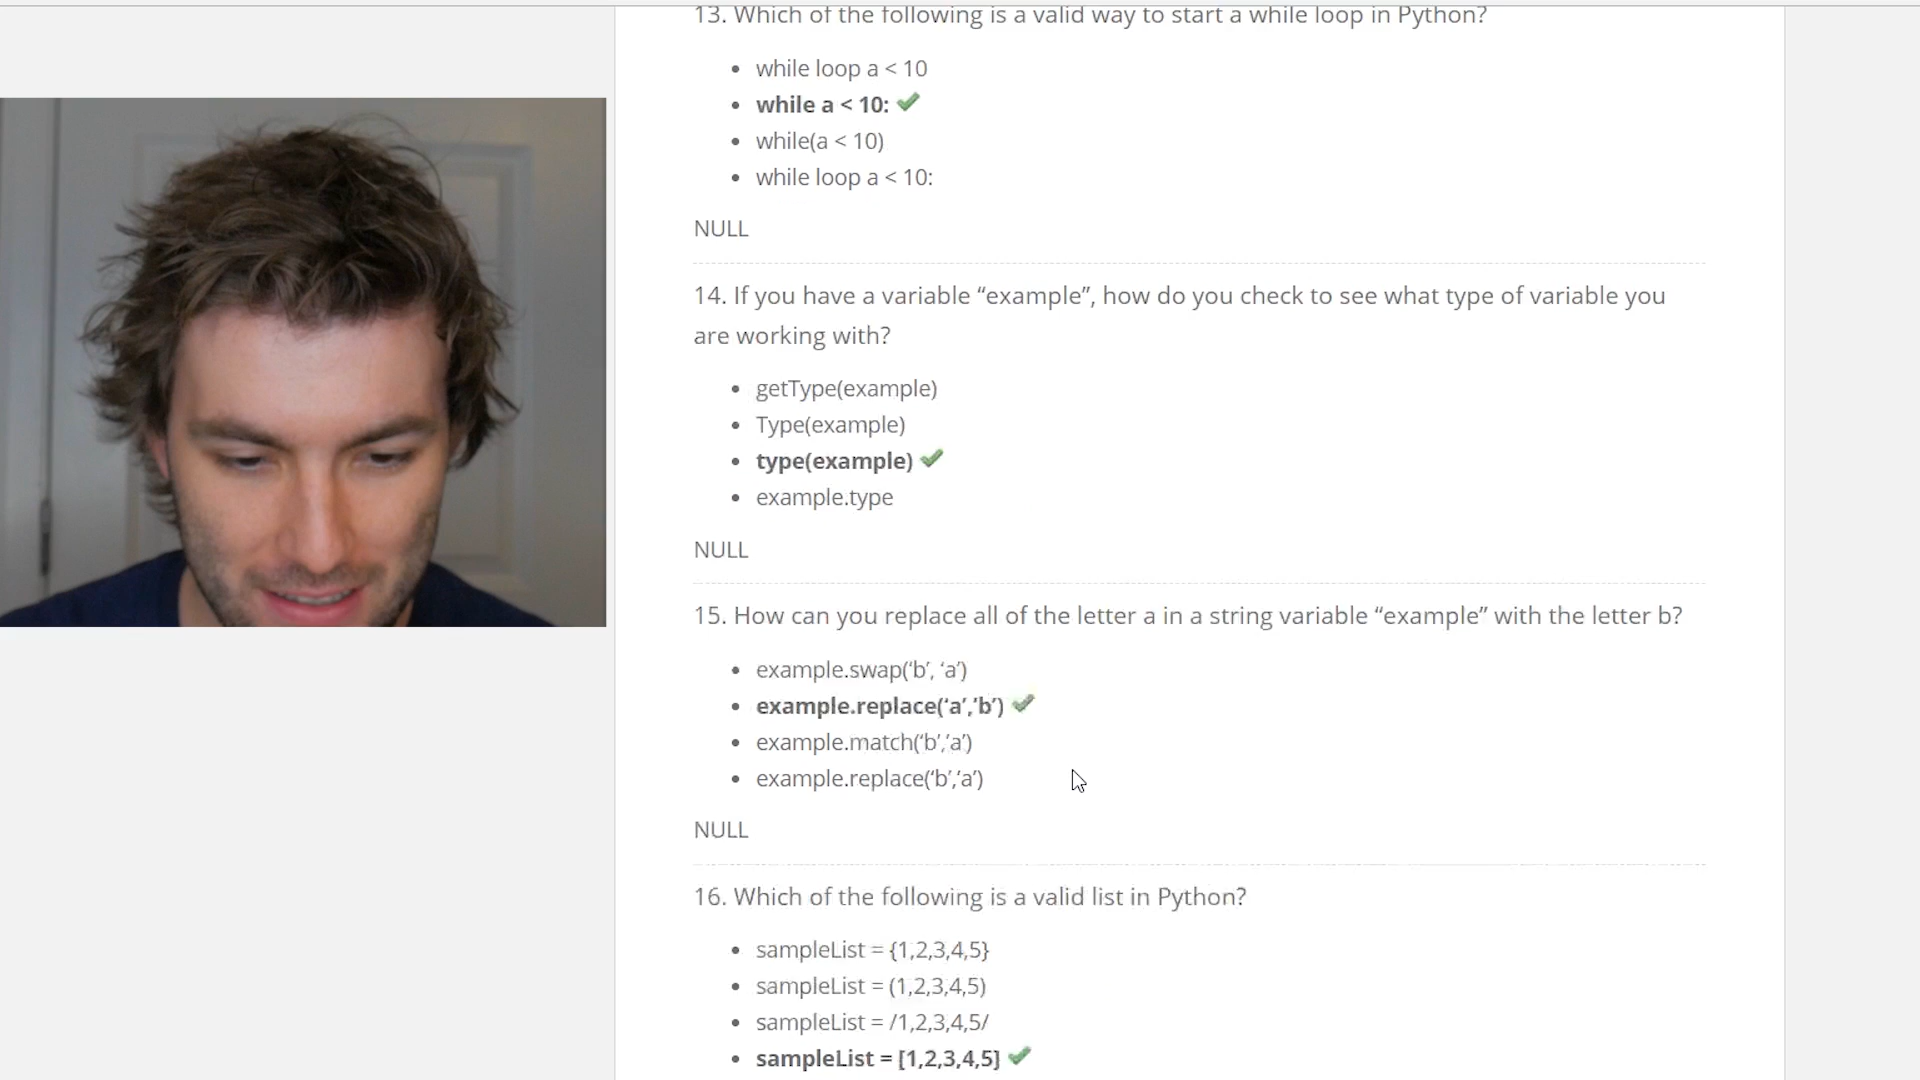 13. Which of the following is a valid way to start a while loop in Python?
• while loop a < 10
• while a < 10:
• while(a < 10)
• while loop a < 10:
NULL
14. If you have a variable “example”, how do you check to see what type of variable you
are working with?
• getType(example)
• Type(example)
• type(example)
• example.type
NULL
15. How can you replace all of the letter a in a string variable “example” with the letter b?
• example.swap(‘b’, ‘a’)
• example.replace(‘a’,’b’)
• example.match(‘b’,’a’)
• example.replace(‘b’,’a’)
NULL
16. Which of the following is a valid list in Python?
• sampleList = {1,2,3,4,5}
• sampleList = (1,2,3,4,5)
• sampleList = /1,2,3,4,5/
• sampleList = [1,2,3,4,5]